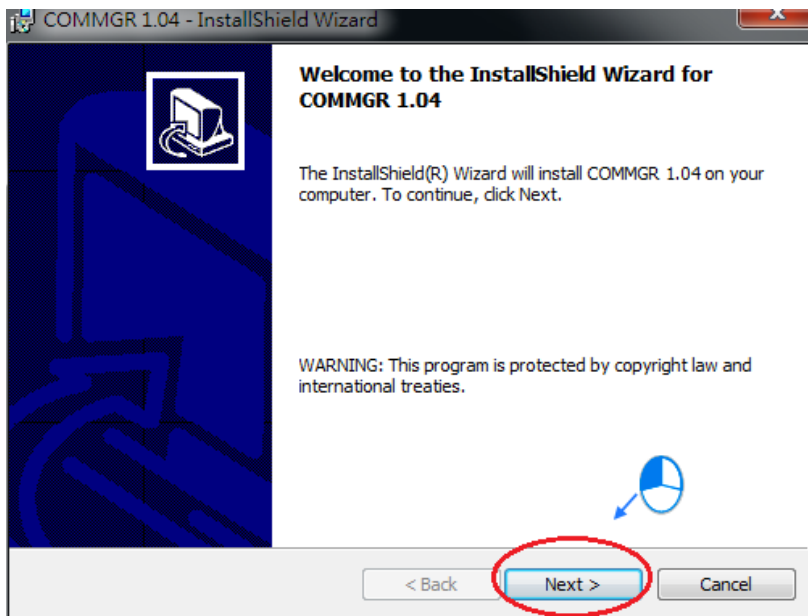 COMMGR 1.04 - InstallShield Wizard
Welcome to the InstallShield Wizard for
COMMGR 1.04
The InstallShield(R) Wizard will install COMMGR 1.04 on your
computer. To continue, click Next.
WARNING: This program is protected by copyright law and
international treaties.
< Back Next > Cancel